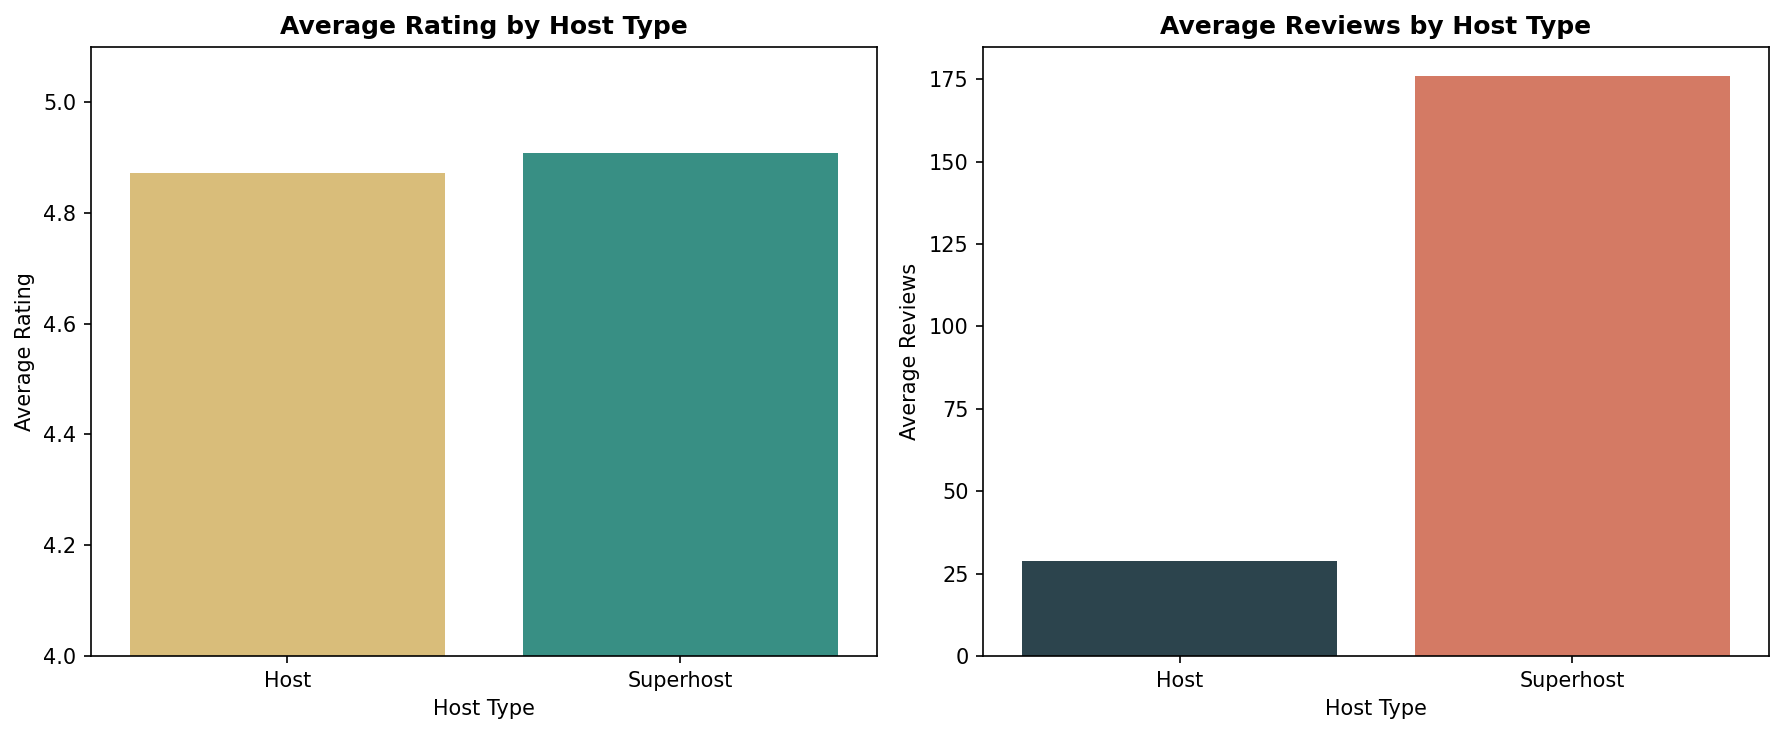 Average Rating by Host Type
5.0
4.8
4.6
4.4
4.2
4.0
Average Rating
Host
Superhost
Host Type
Average Reviews by Host Type
175
150
125
100
75
50
25
0
Average Reviews
Host
Superhost
Host Type